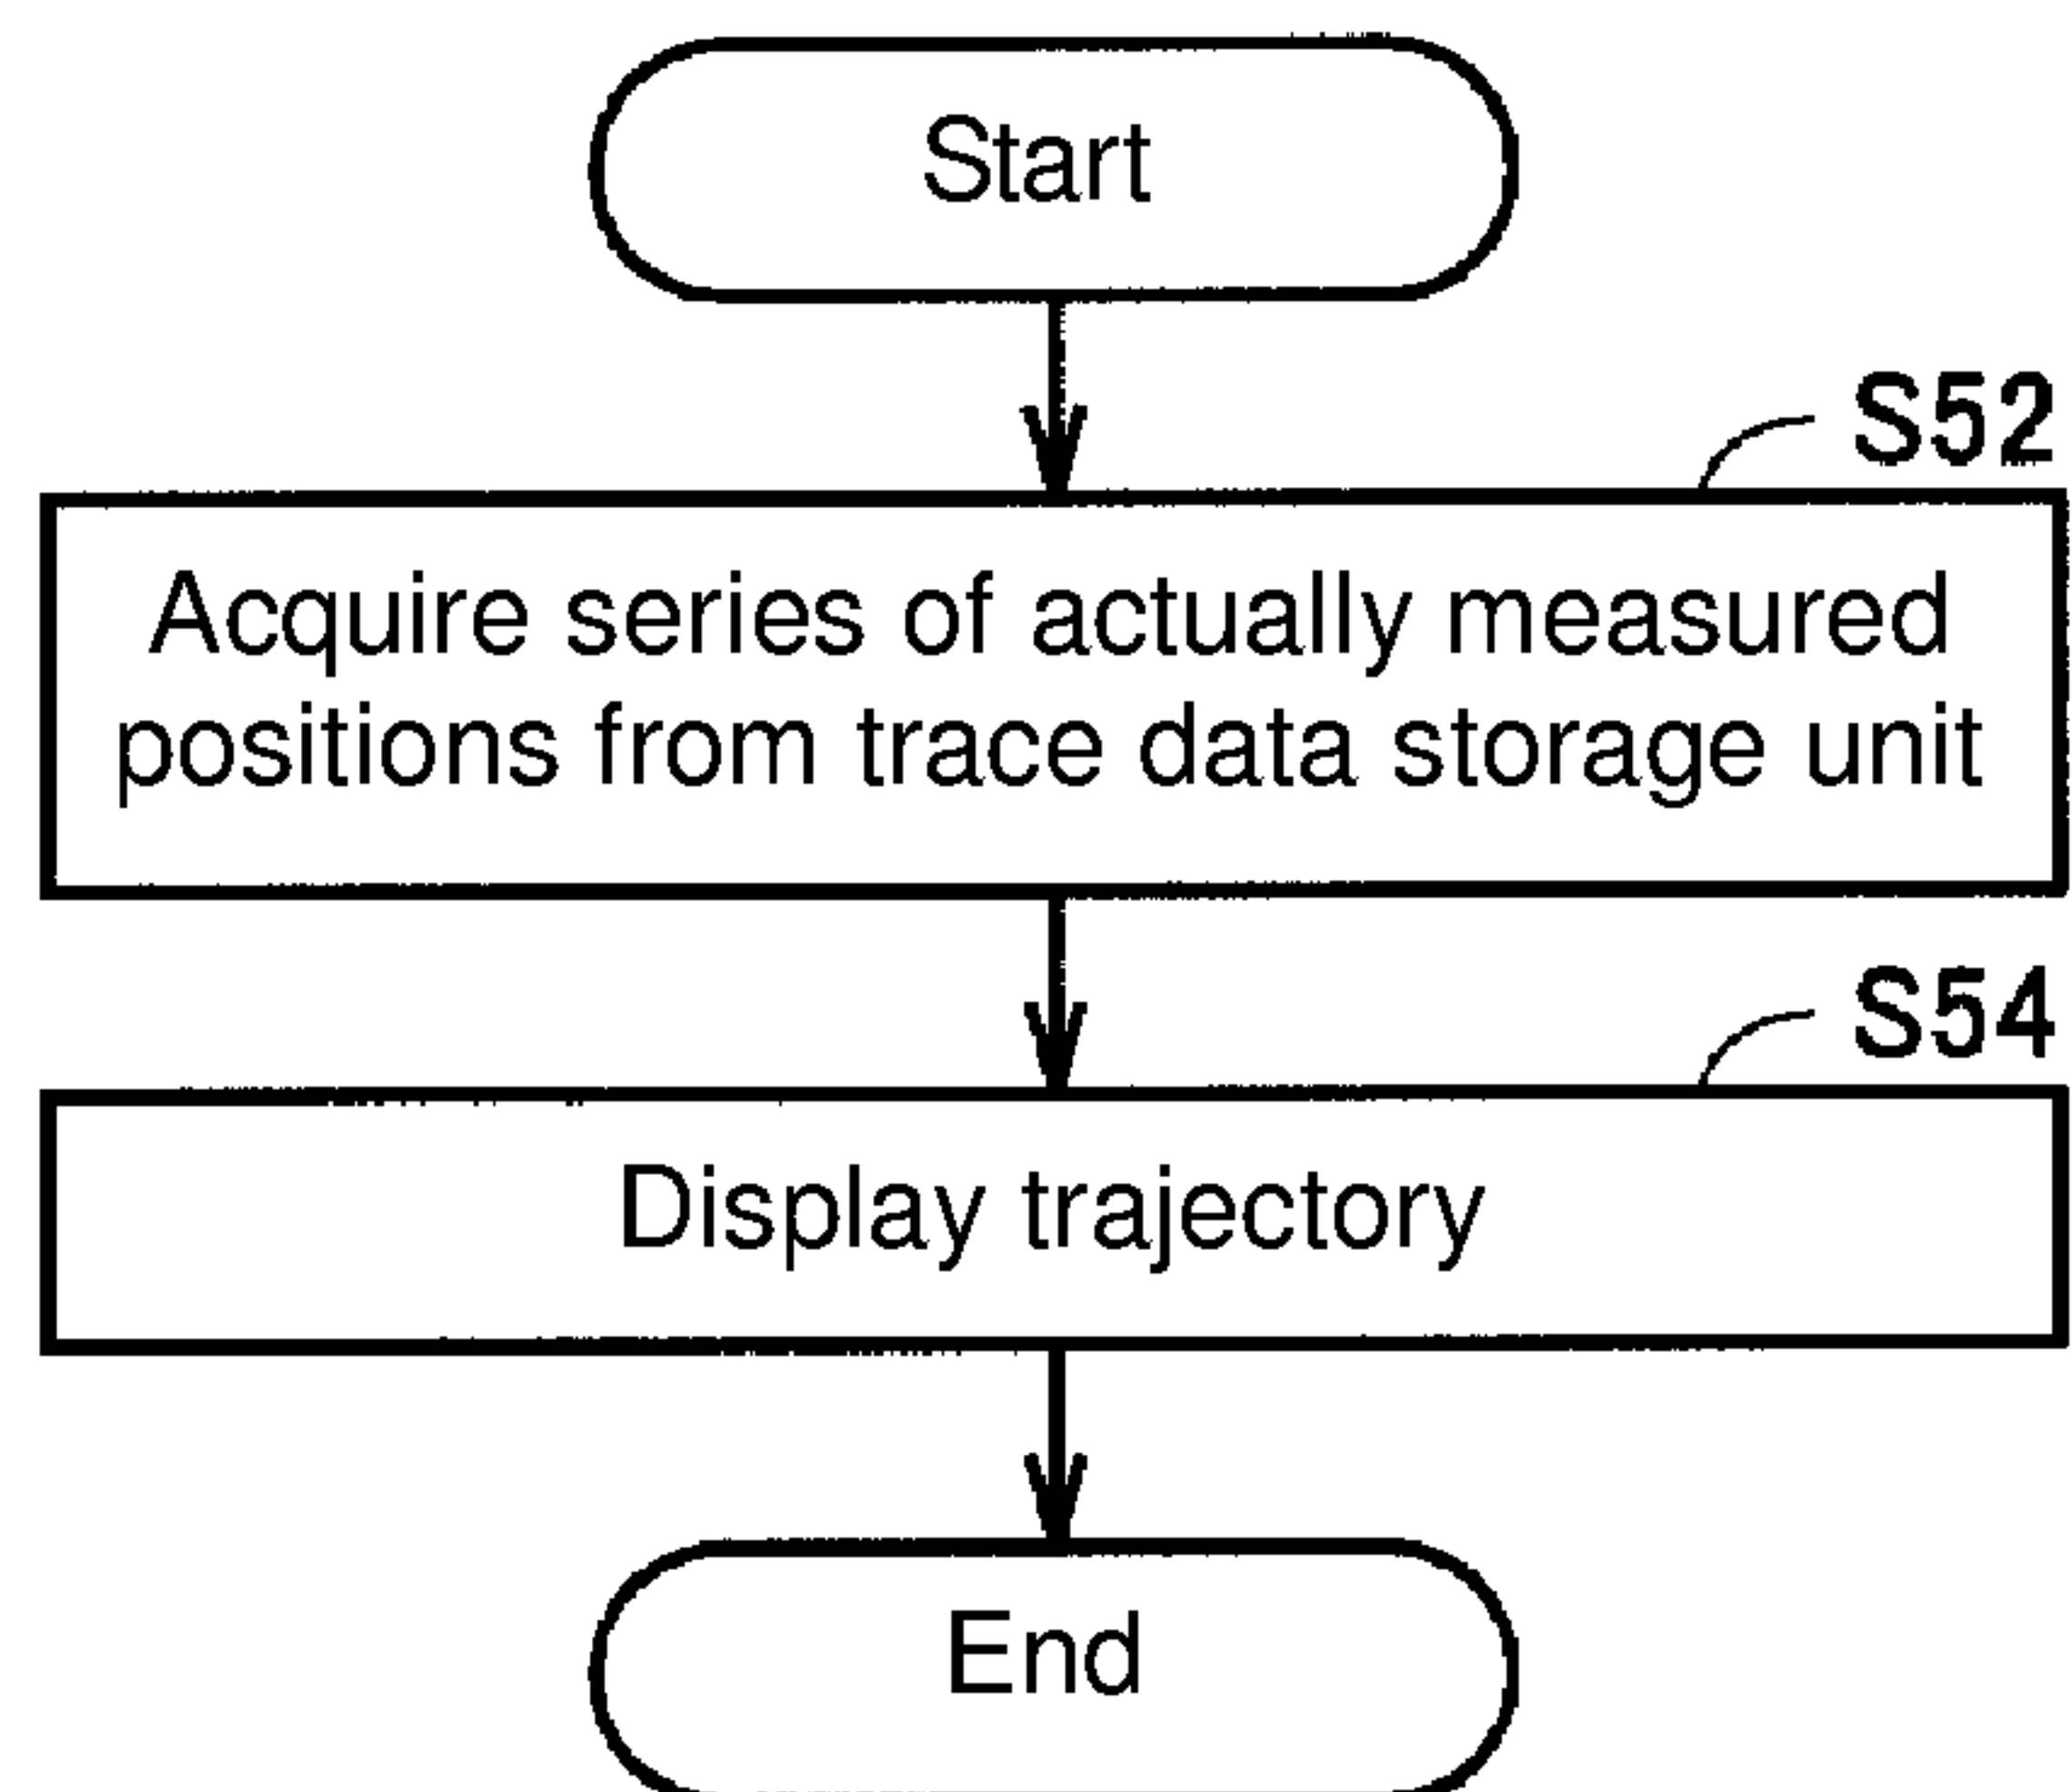 Start
S52
Acquire series of actually measured
positions from trace data storage unit
S54
Display trajectory
End